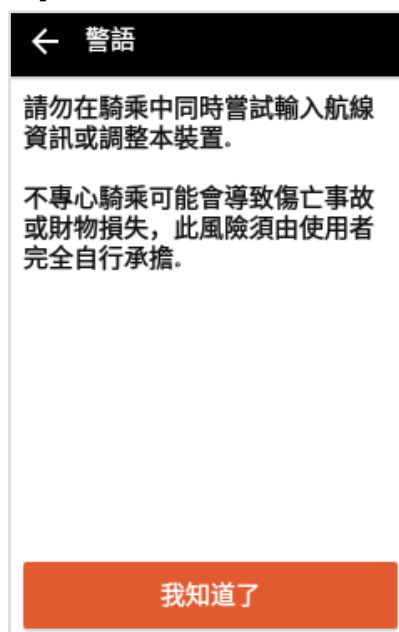 警語
請勿在騎乘中同時嘗試輸入航線
資訊或調整本裝置.
不專心騎乘可能會導致傷亡事故
或財物損失，此風險須由使用者
完全自行承擔.
我知道了